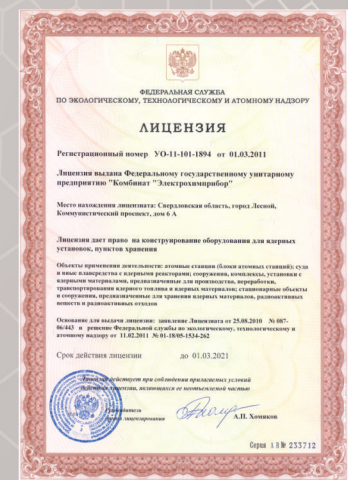 ФЕДЕРАЛЬНАЯ СЛУЖБА
ПО ЭКОЛОГИЧЕСКОМУ, ТЕХНОЛОГИЧЕСКОМУ И АТОМНОМУ НАДЗОРУ
ЛИЦЕНЗИЯ
Регистрационный номер УО-11-101-1894 от 01.03.2011
Лицензия выдана Федеральному государственному унитарному
предприятию "Комбинат "Электрохимприбор"
Место нахождения лицензиата: Свердловская область, город Лесной,
Коммунистический проспект, дом 6 А
Лицензия дает право на конструирование оборудования для ядерных
установок, пунктов хранения
Объекты применения деятельности: атомные станции (блоки атомных станций); суда
и иные плавсредства с ядерными реакторами; сооружения, комплексы, установки с
ядерными материалами, предназначенные для производства, переработки,
транспортирования ядерного топлива и ядерных материалов; стационарные объекты
и сооружения, предназначенные для хранения ядерных материалов, радиоактивных
веществ и радиоактивных отходов
Основание для выдачи лицензии: заявление Лицензиата от 25.08.2010 № 087-
06/443 и решение Федеральной службы по экологическому, технологическому и
атомному надзору от 11.02.2011 № 01-18/05-1534-262
Срок действия лицензии до 01.03.2021
Лицензия действует при соблюдении прилагаемых условий
действия лицензии, являющихся ее неотъемлемой частью
Руководитель
органа лицензирования А.П. Хомяков
Серия А В № 233712